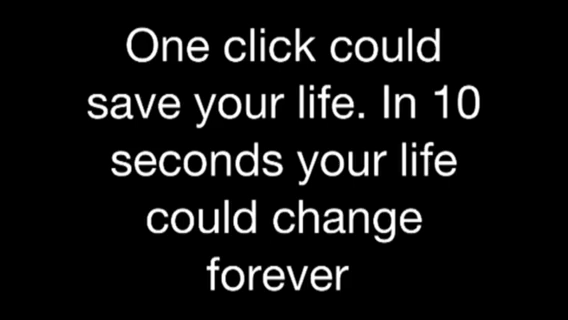 One click could
save your life. In 10
seconds your life
could change
forever